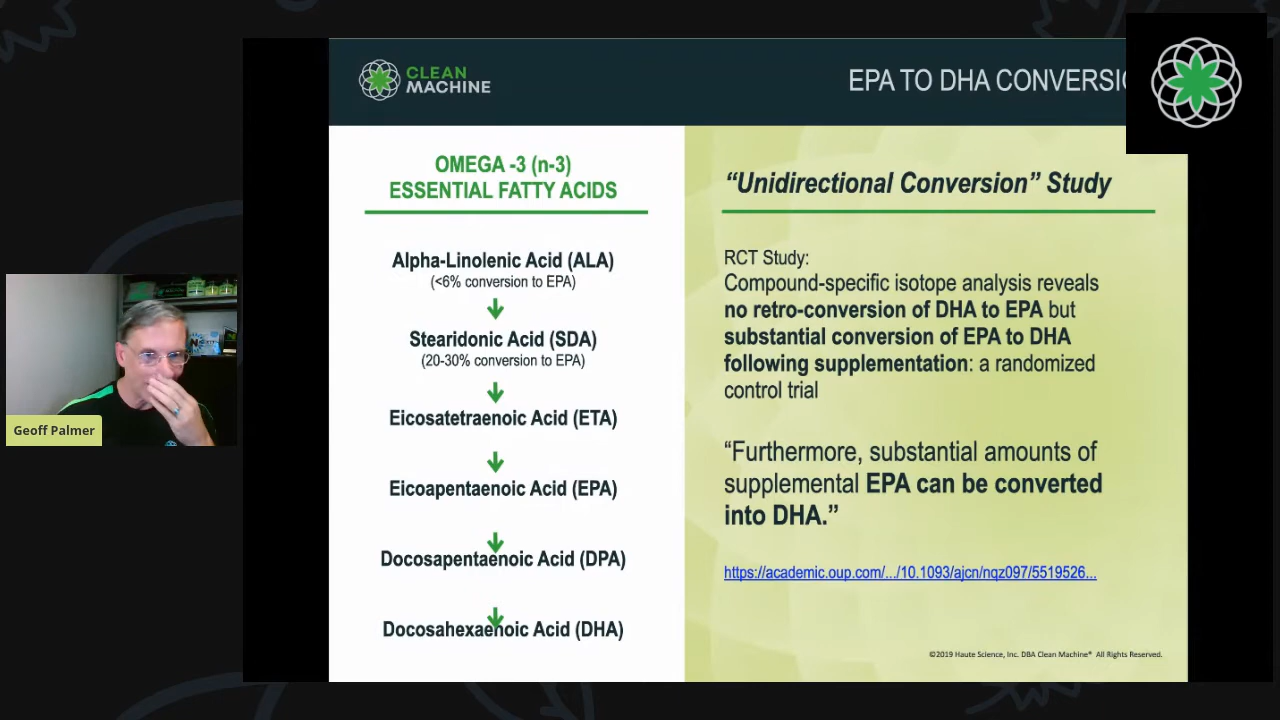 CLEAN
MACHINE
EPA TO DHA CONVERSI
OMEGA -3 (n-3)
ESSENTIAL FATTY ACIDS
Alpha-Linolenic Acid (ALA)
(<6% conversion to EPA)
Stearidonic Acid (SDA)
(20-30% conversion to EPA)
Eicosatetraenoic Acid (ETA)
Eicoapentaenoic Acid (EPA)
Docosapentaenoic Acid (DPA)
Docosahexaenoic Acid (DHA)
“Unidirectional Conversion” Study
RCT Study:
Compound-specific isotope analysis reveals
no retro-conversion of DHA to EPA but
substantial conversion of EPA to DHA
following supplementation: a randomized
control trial
“Furthermore, substantial amounts of
supplemental EPA can be converted
into DHA.”
https://academic.oup.com/.../10.1093/ajcn/nqz097/5519526...
©2019 Haute Science, Inc. DBA Clean Machine® All Rights Reserved.
Geoff Palmer